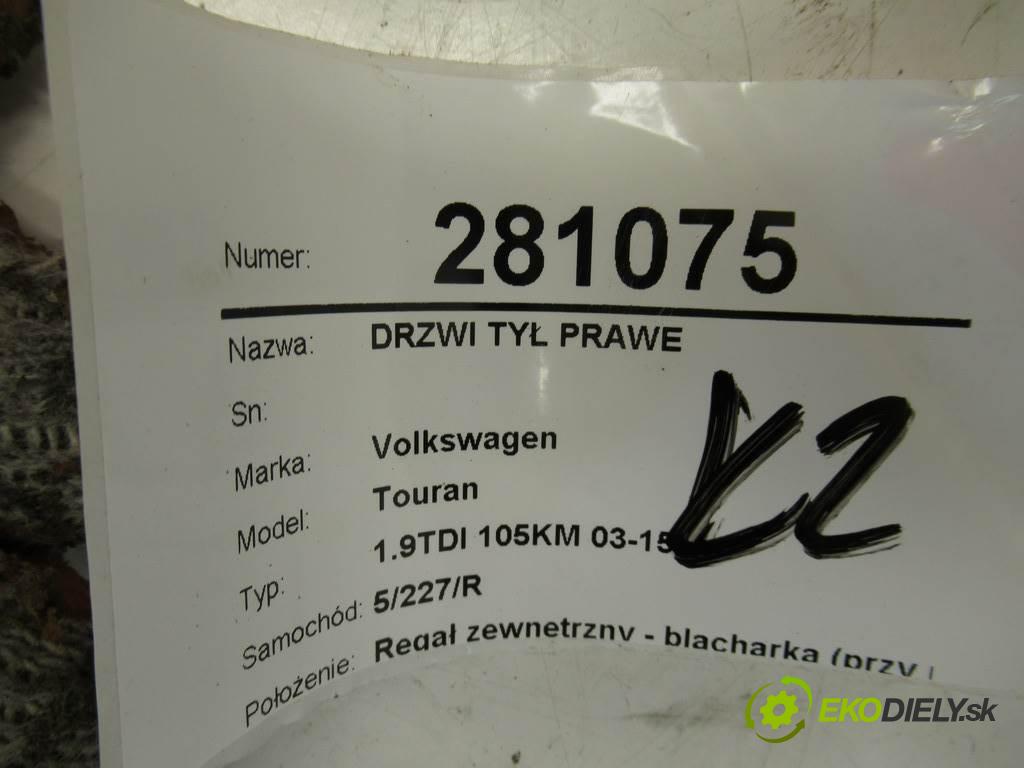 Numer: 281075
Nazwa: DRZWI TYŁ PRAWE
Sn:
Marka: Volkswagen
Model: Touran
Typ: 1.9TDI 105KM 03-15
Samochód: 5/227/R
Położenie: Regał zewnetrzny - blacharka (przy
EKODIELY.sk